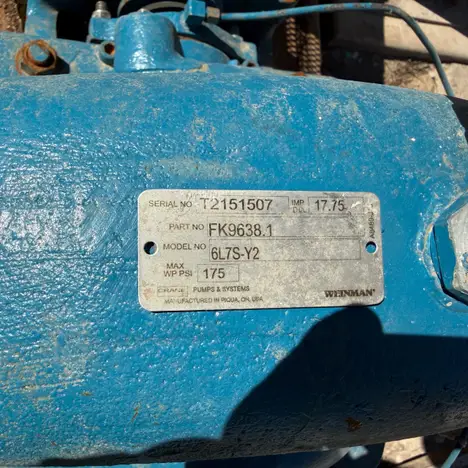 SERIAL NO T2151507 IMP. DIA. 17.75
PART NO FK9638.1
MODEL NO 6L7S-Y2
MAX WP PSI 175
CRANE PUMPS & SYSTEMS
MANUFACTURED IN PIQUA, OH, USA
WEINMAN